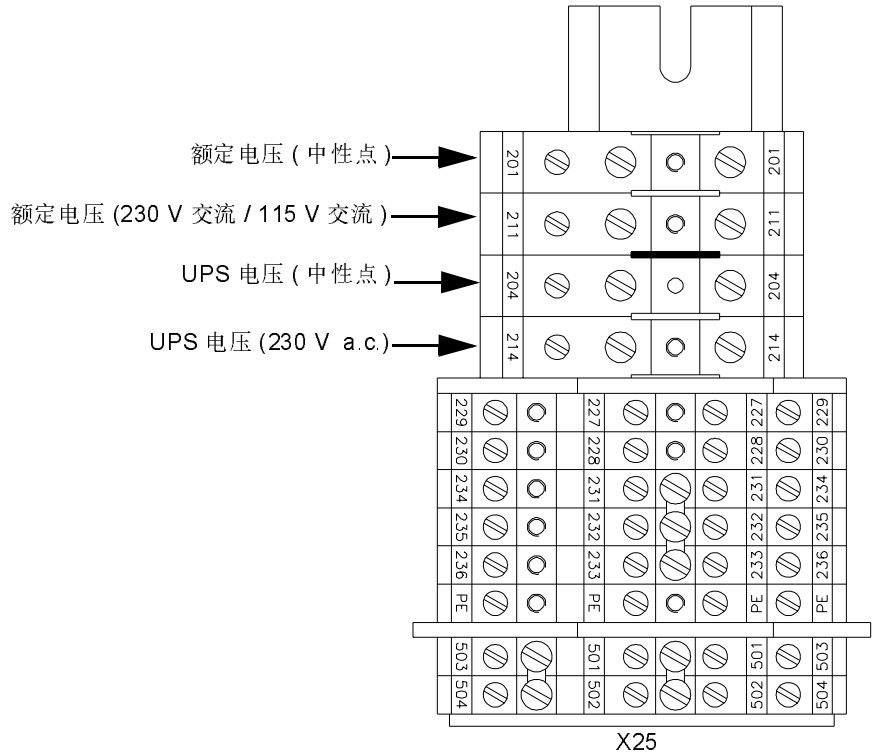 额定电压 ( 中性点 )
201 201
额定电压 (230 V 交流 / 115 V 交流 )
211 211
UPS 电压 ( 中性点 )
204 204
UPS 电压 (230 V a.c.)
214 214
229 227 227 229
230 228 228 230
234 231 231 234
235 232 232 235
236 233 233 236
PE PE PE PE
503 501 501 503
504 502 502 504
X25